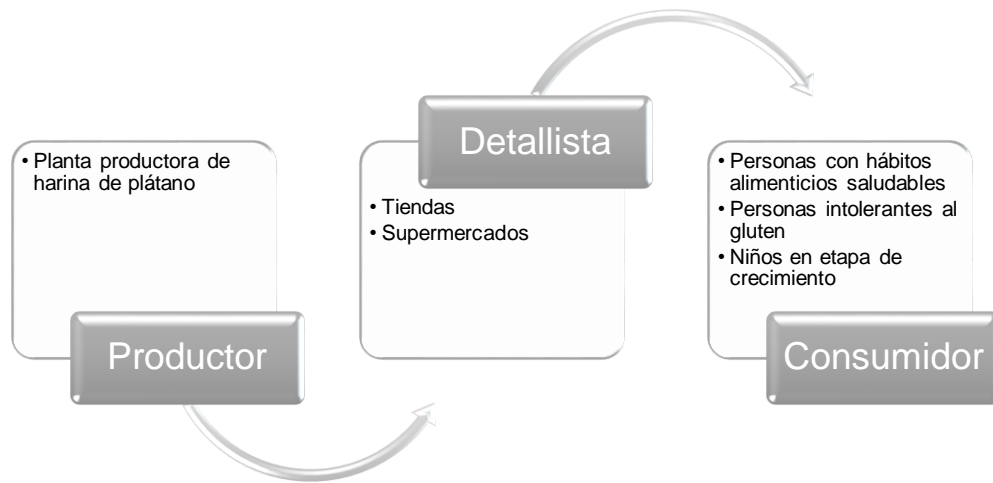 • Planta productora de
harina de plátano
Productor
Detallista
• Tiendas
• Supermercados
• Personas con hábitos
alimenticios saludables
• Personas intolerantes al
gluten
• Niños en etapa de
crecimiento
Consumidor